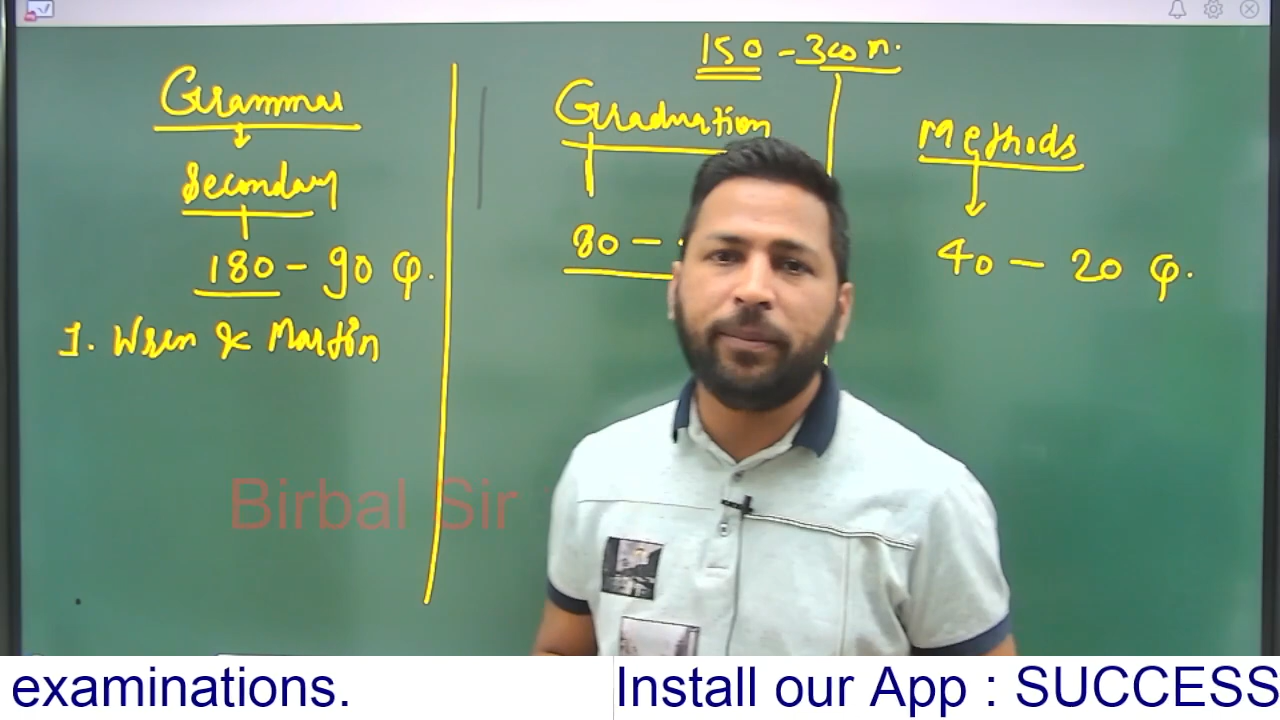 150 - 300 m.
Grammar
Secondary
180 - 90 Q.
1. Wren & Martin
Graduation
80 -
Methods
40 - 20 Q.
Birbal Sir
examinations.
Install our App : SUCCESS